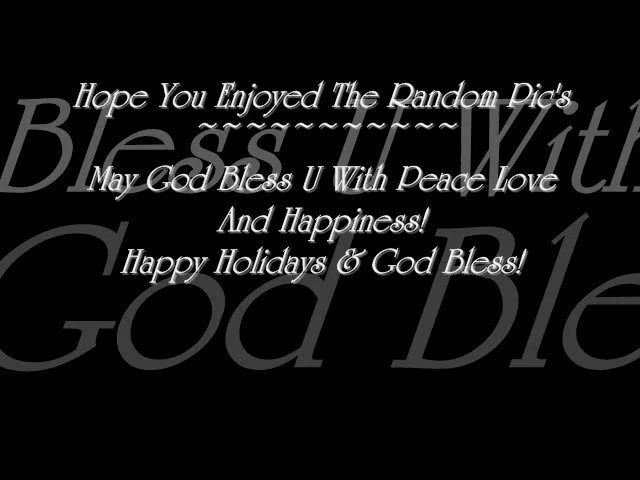 Hope You Enjoyed The Random Pic's
~~~~~~~~~~~
May God Bless U With Peace Love
And Happiness!
Happy Holidays & God Bless!
Bless U With
God Ble